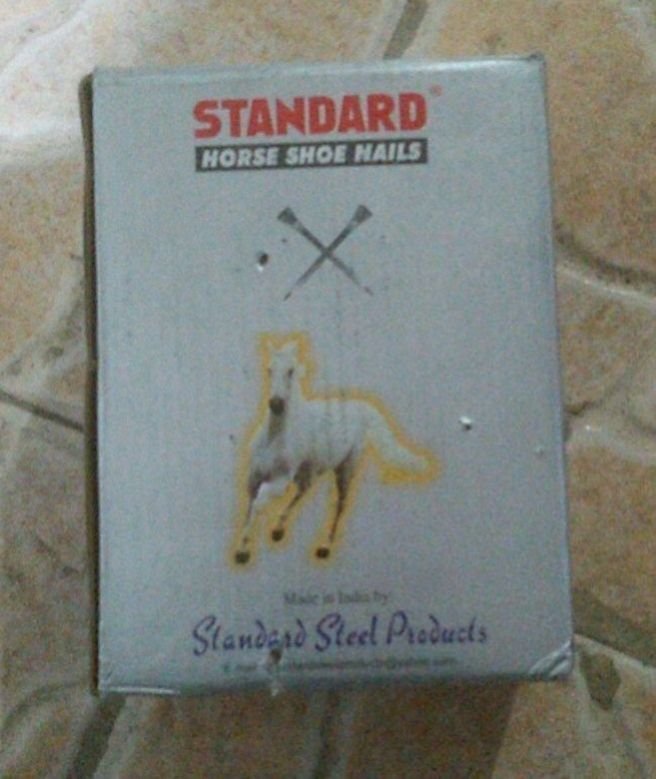 STANDARD®
HORSE SHOE NAILS
Made in India by:
Standard Steel Products